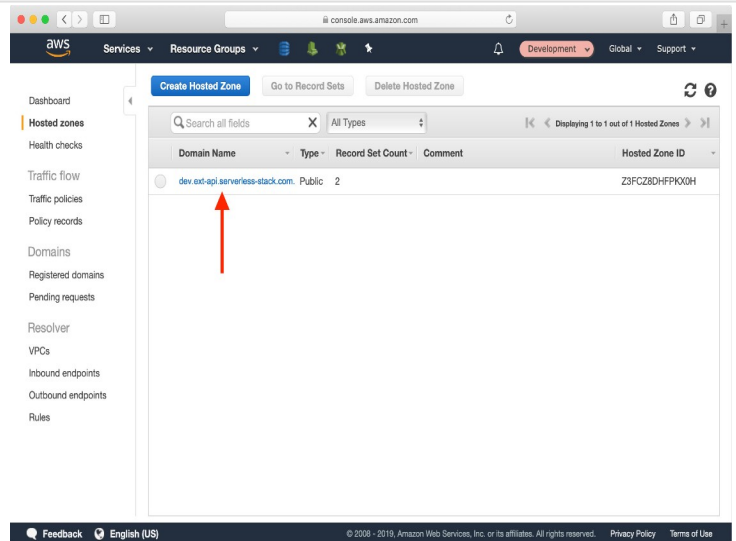 console.aws.amazon.com
aws Services Resource Groups Development Global Support
Create Hosted Zone Go to Record Sets Delete Hosted Zone
Dashboard
Hosted zones
Health checks
Traffic flow
Traffic policies
Policy records
Domains
Registered domains
Pending requests
Resolver
VPCs
Inbound endpoints
Outbound endpoints
Rules
Search all fields X All Types Displaying 1 to 1 out of 1 Hosted Zones
Domain Name Type Record Set Count Comment Hosted Zone ID
dev.ext-api.serverless-stack.com. Public 2 Z3FCZ8DHFPKX0H
Feedback English (US) © 2008 - 2019, Amazon Web Services, Inc. or its affiliates. All rights reserved. Privacy Policy Terms of Use